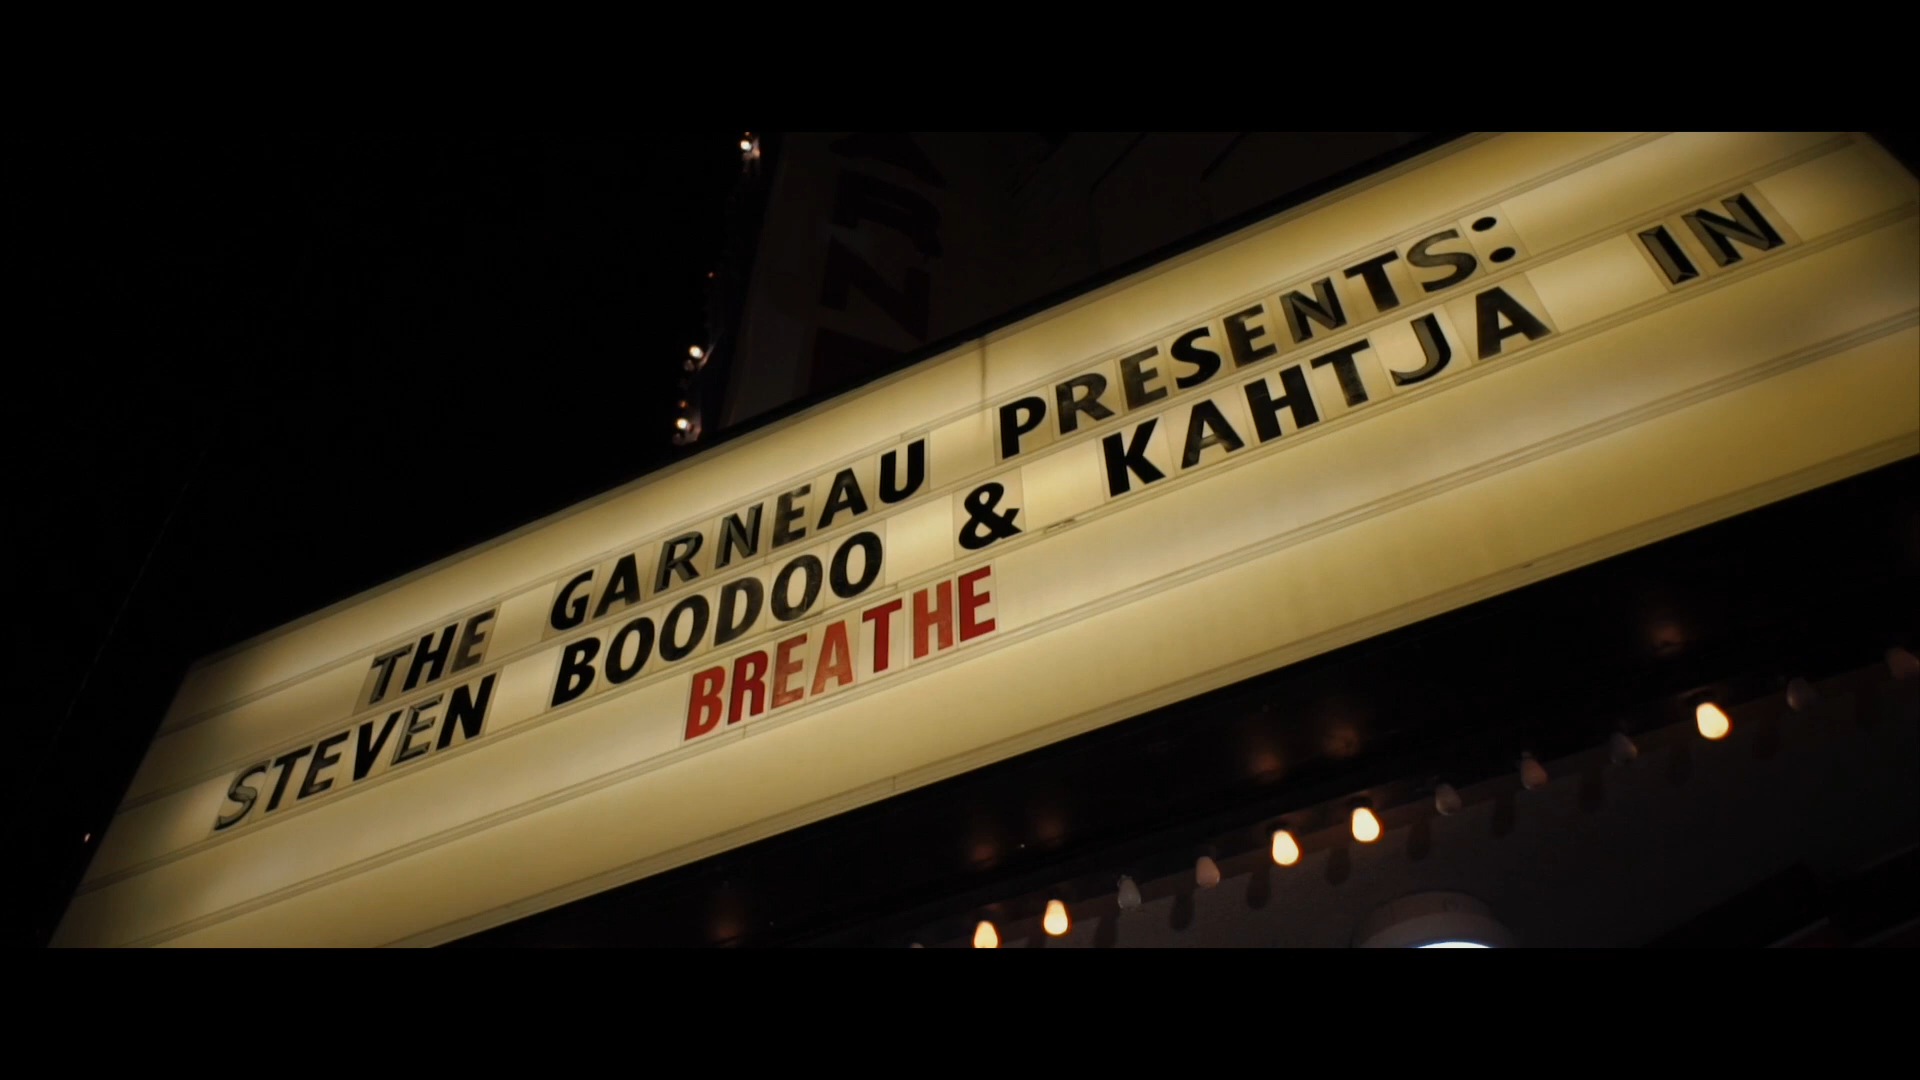 THE GARNEAU PRESENTS:
STEVEN BOODOO & KAHTJA IN
BREATHE